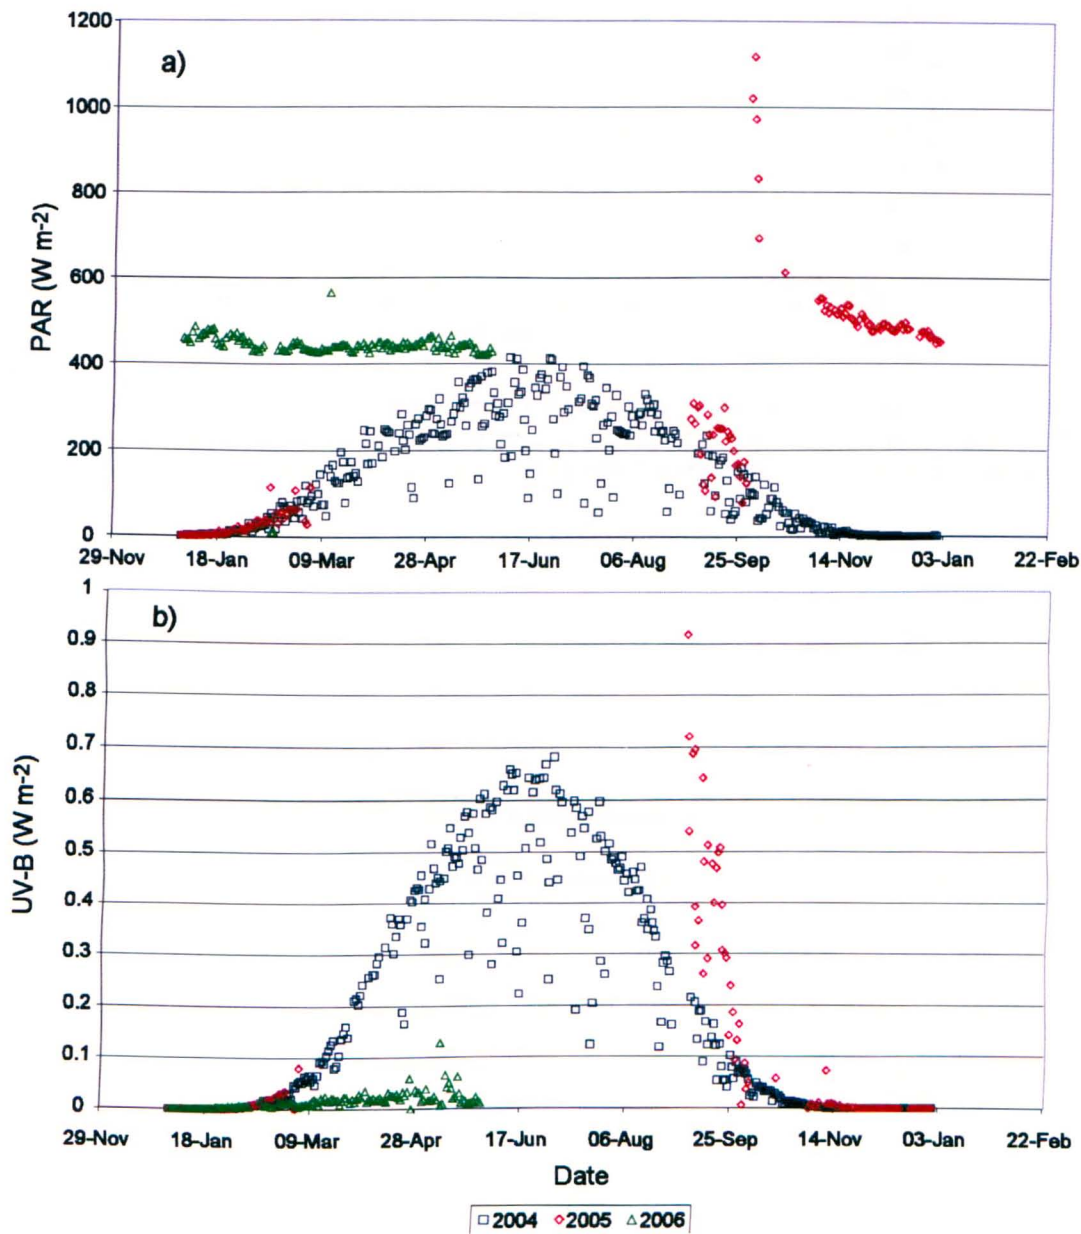 a)
1200
1000
800
600
400
200
0
PAR (W m-2)
29-Nov 18-Jan 09-Mar 28-Apr 17-Jun 06-Aug 25-Sep 14-Nov 03-Jan 22-Feb
b)
1
0.9
0.8
0.7
0.6
0.5
0.4
0.3
0.2
0.1
0
UV-B (W m-2)
29-Nov 18-Jan 09-Mar 28-Apr 17-Jun 06-Aug 25-Sep 14-Nov 03-Jan 22-Feb
Date
2004 2005 2006